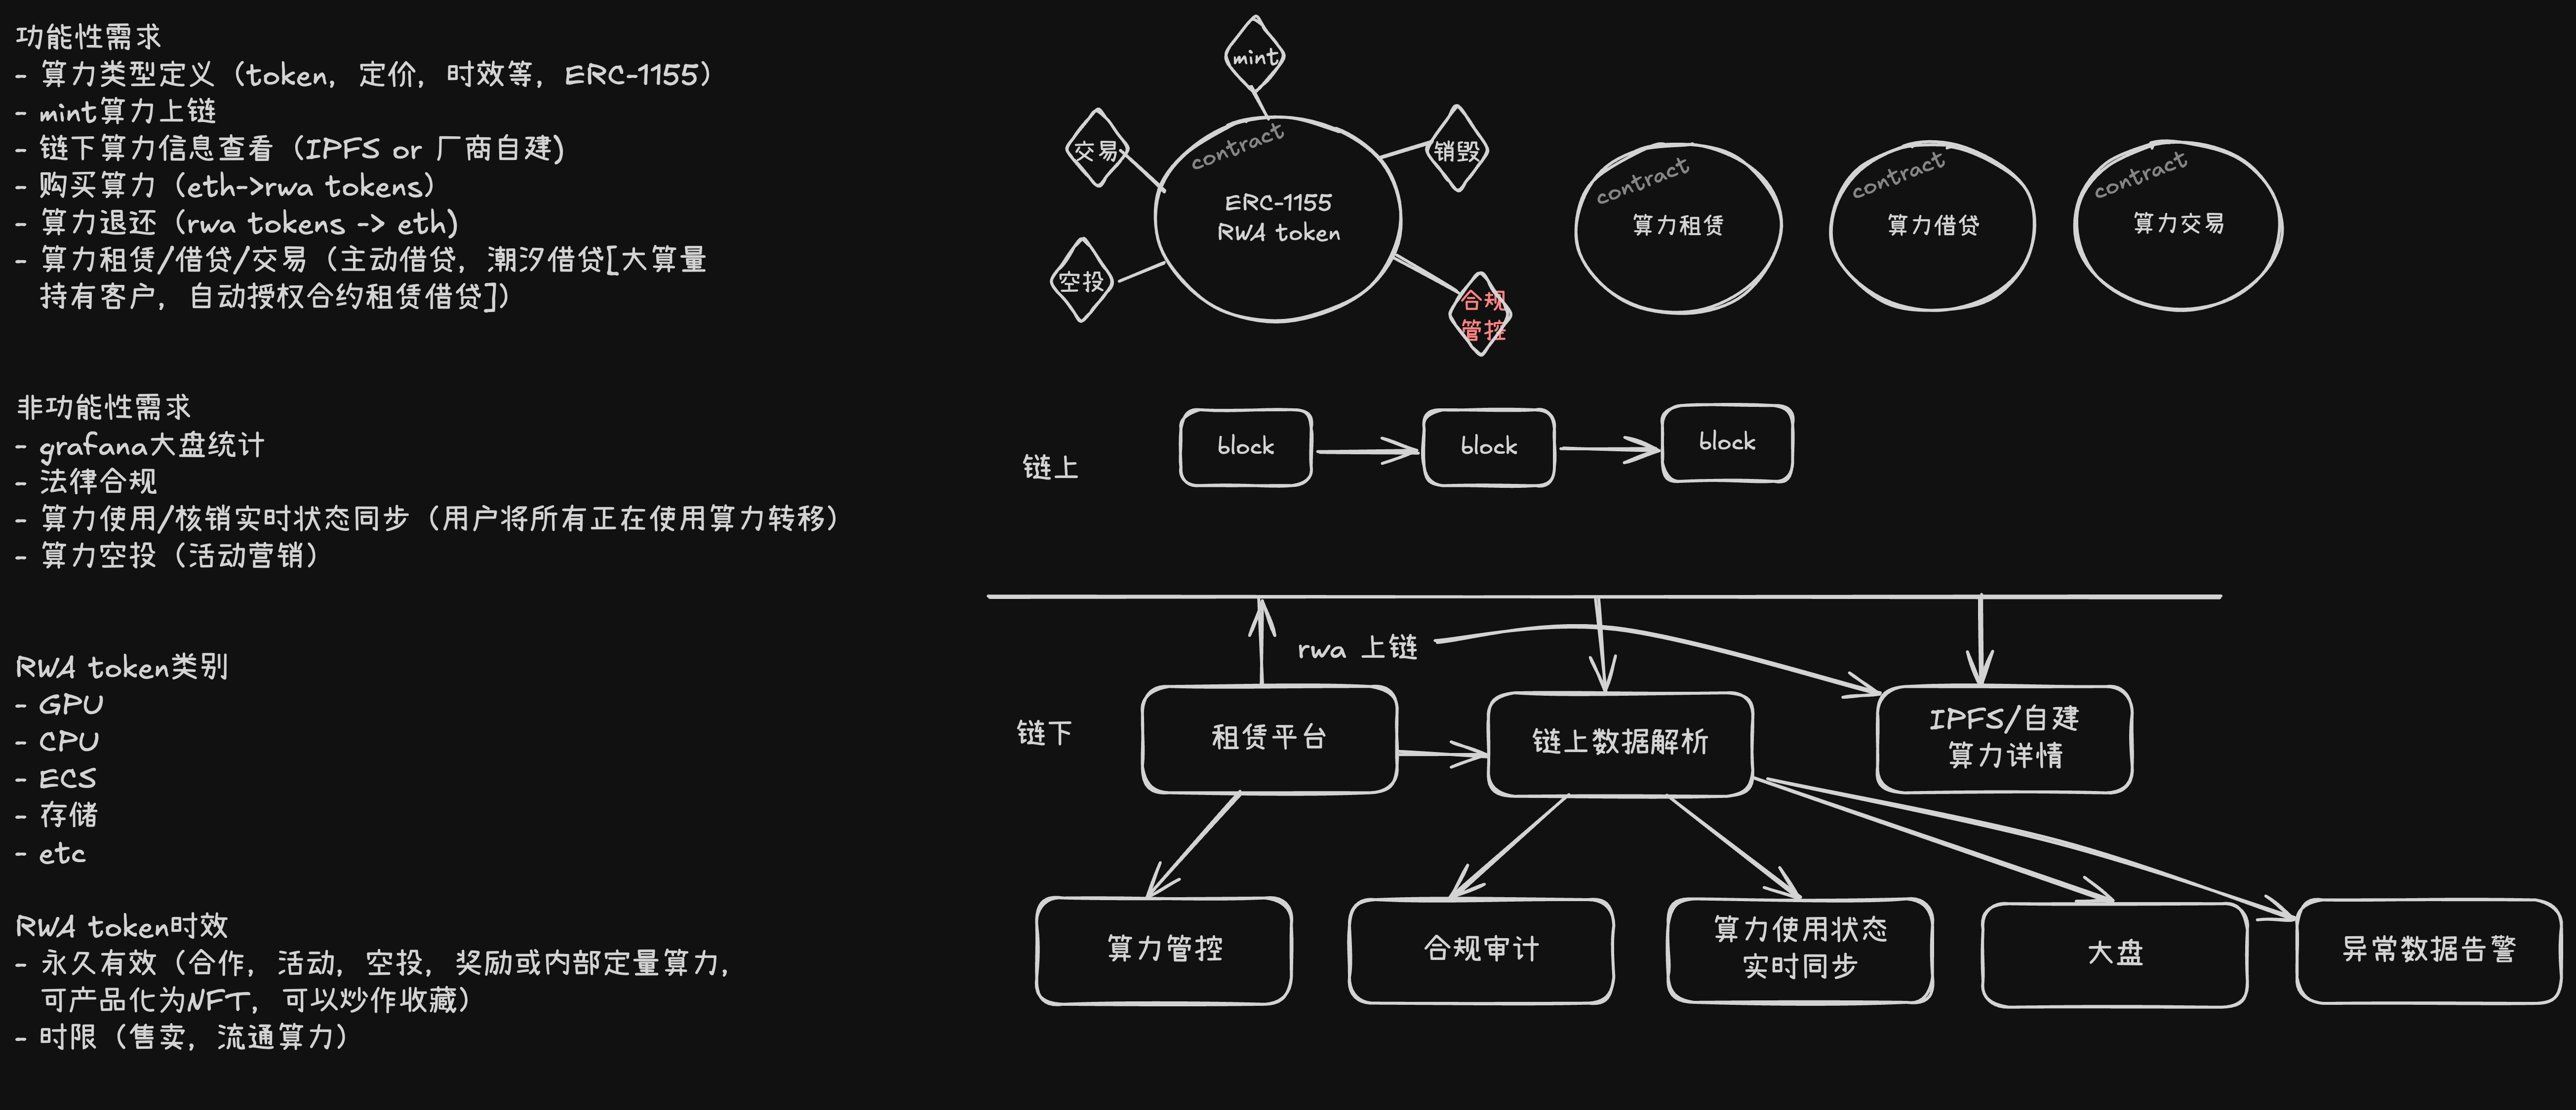 功能性需求
- 算力类型定义（token，定价，时效等，ERC-1155）
- mint算力上链
- 链下算力信息查看（IPFS or 厂商自建)
- 购买算力（eth->rwa tokens）
- 算力退还（rwa tokens -> eth)
- 算力租赁/借贷/交易（主动借贷，潮汐借贷[大算量
持有客户，自动授权合约租赁借贷]）
非功能性需求
- grafana大盘统计
- 法律合规
- 算力使用/核销实时状态同步（用户将所有正在使用算力转移）
- 算力空投（活动营销）
RWA token类别
- GPU
- CPU
- ECS
- 存储
- etc
RWA token时效
- 永久有效（合作，活动，空投，奖励或内部定量算力，
可产品化为NFT，可以炒作收藏）
- 时限（售卖，流通算力）
mint
交易
销毁
空投
合规
管控
contract
ERC-1155
RWA token
contract
算力租赁
contract
算力借贷
contract
算力交易
链上
block
block
block
rwa 上链
链下
租赁平台
链上数据解析
IPFS/自建
算力详情
算力管控
合规审计
算力使用状态
实时同步
大盘
异常数据告警